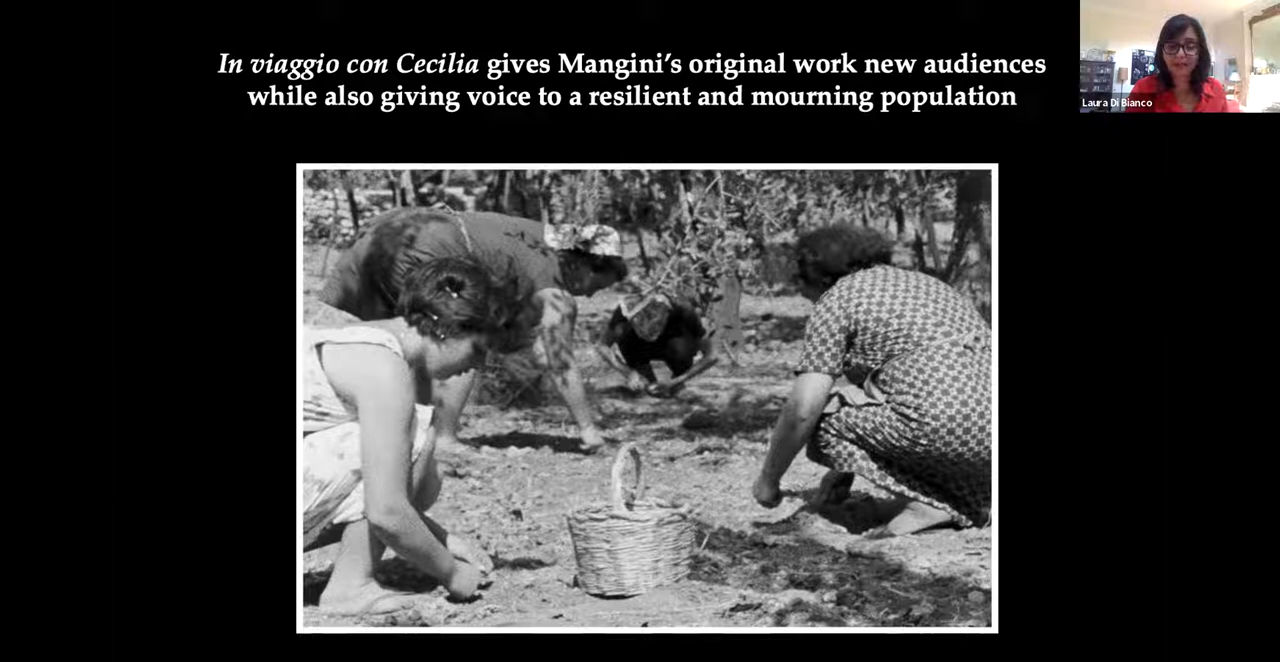 In viaggio con Cecilia gives Mangini’s original work new audiences
while also giving voice to a resilient and mourning population
Laura Di Bianco